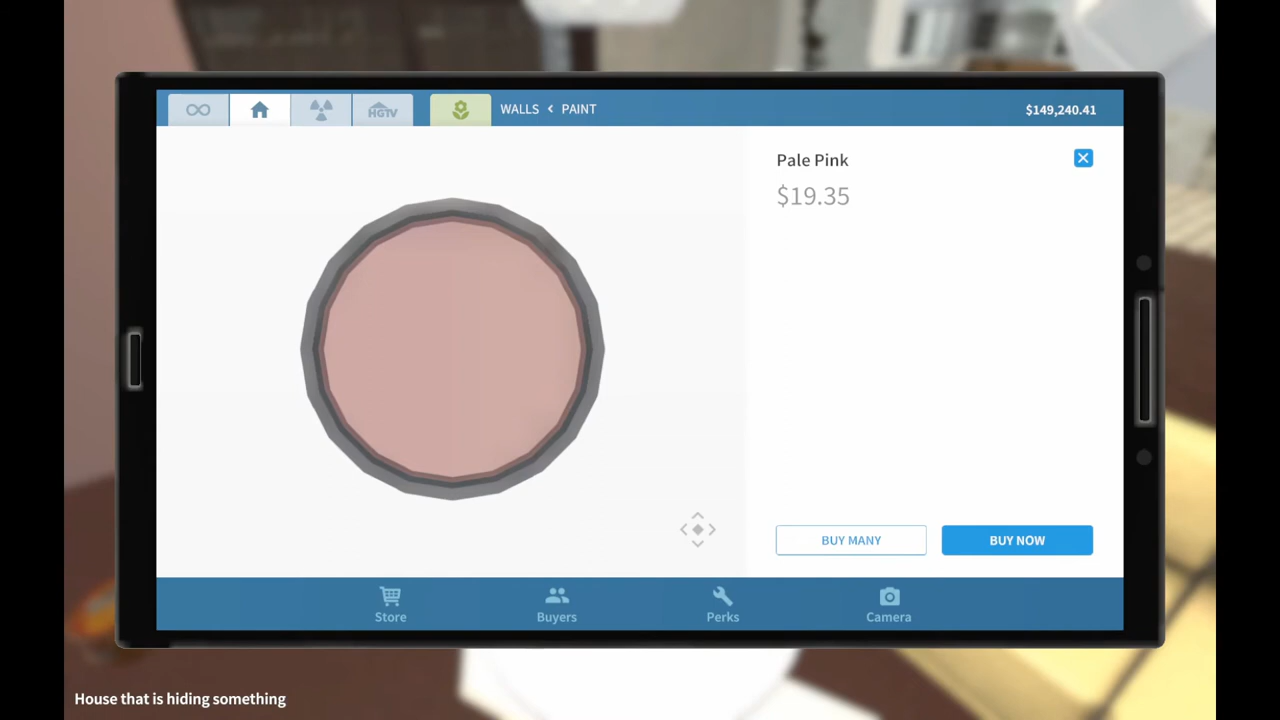 HGTV
WALLS < PAINT
$149,240.41
Pale Pink
$19.35
BUY MANY
BUY NOW
Store
Buyers
Perks
Camera
House that is hiding something